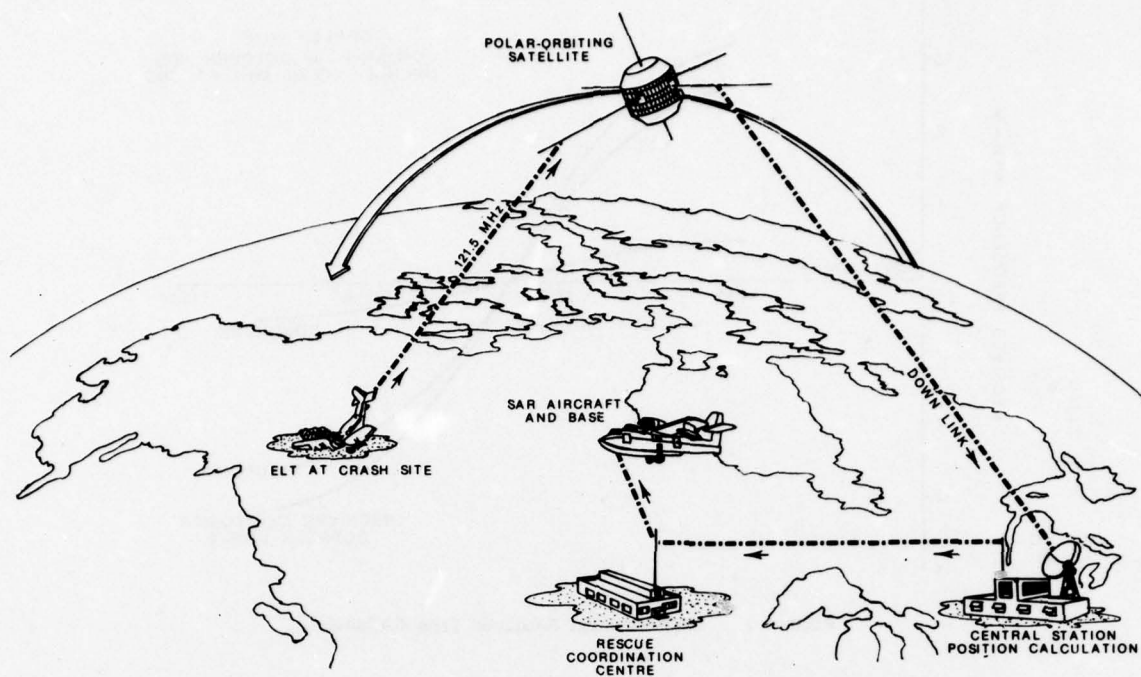 POLAR-ORBITING
SATELLITE
121.5 MHz
DOWN LINK
SAR AIRCRAFT
AND BASE
ELT AT CRASH SITE
RESCUE
COORDINATION
CENTRE
CENTRAL STATION
POSITION CALCULATION